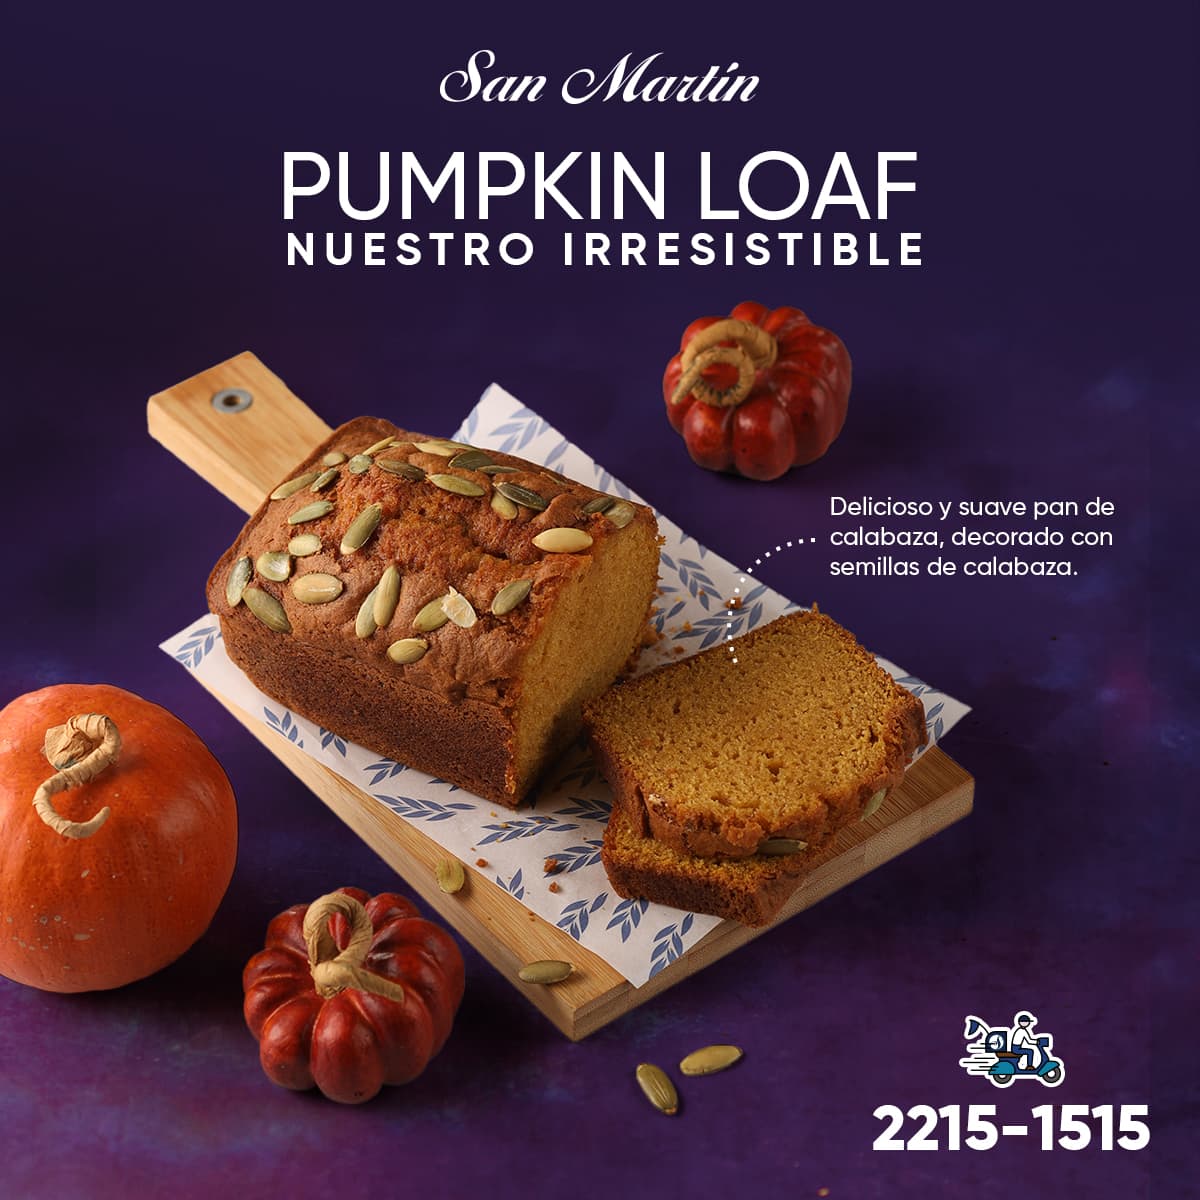 San Martín
PUMPKIN LOAF
NUESTRO IRRESISTIBLE
Delicioso y suave pan de
calabaza, decorado con
semillas de calabaza.
2215-1515